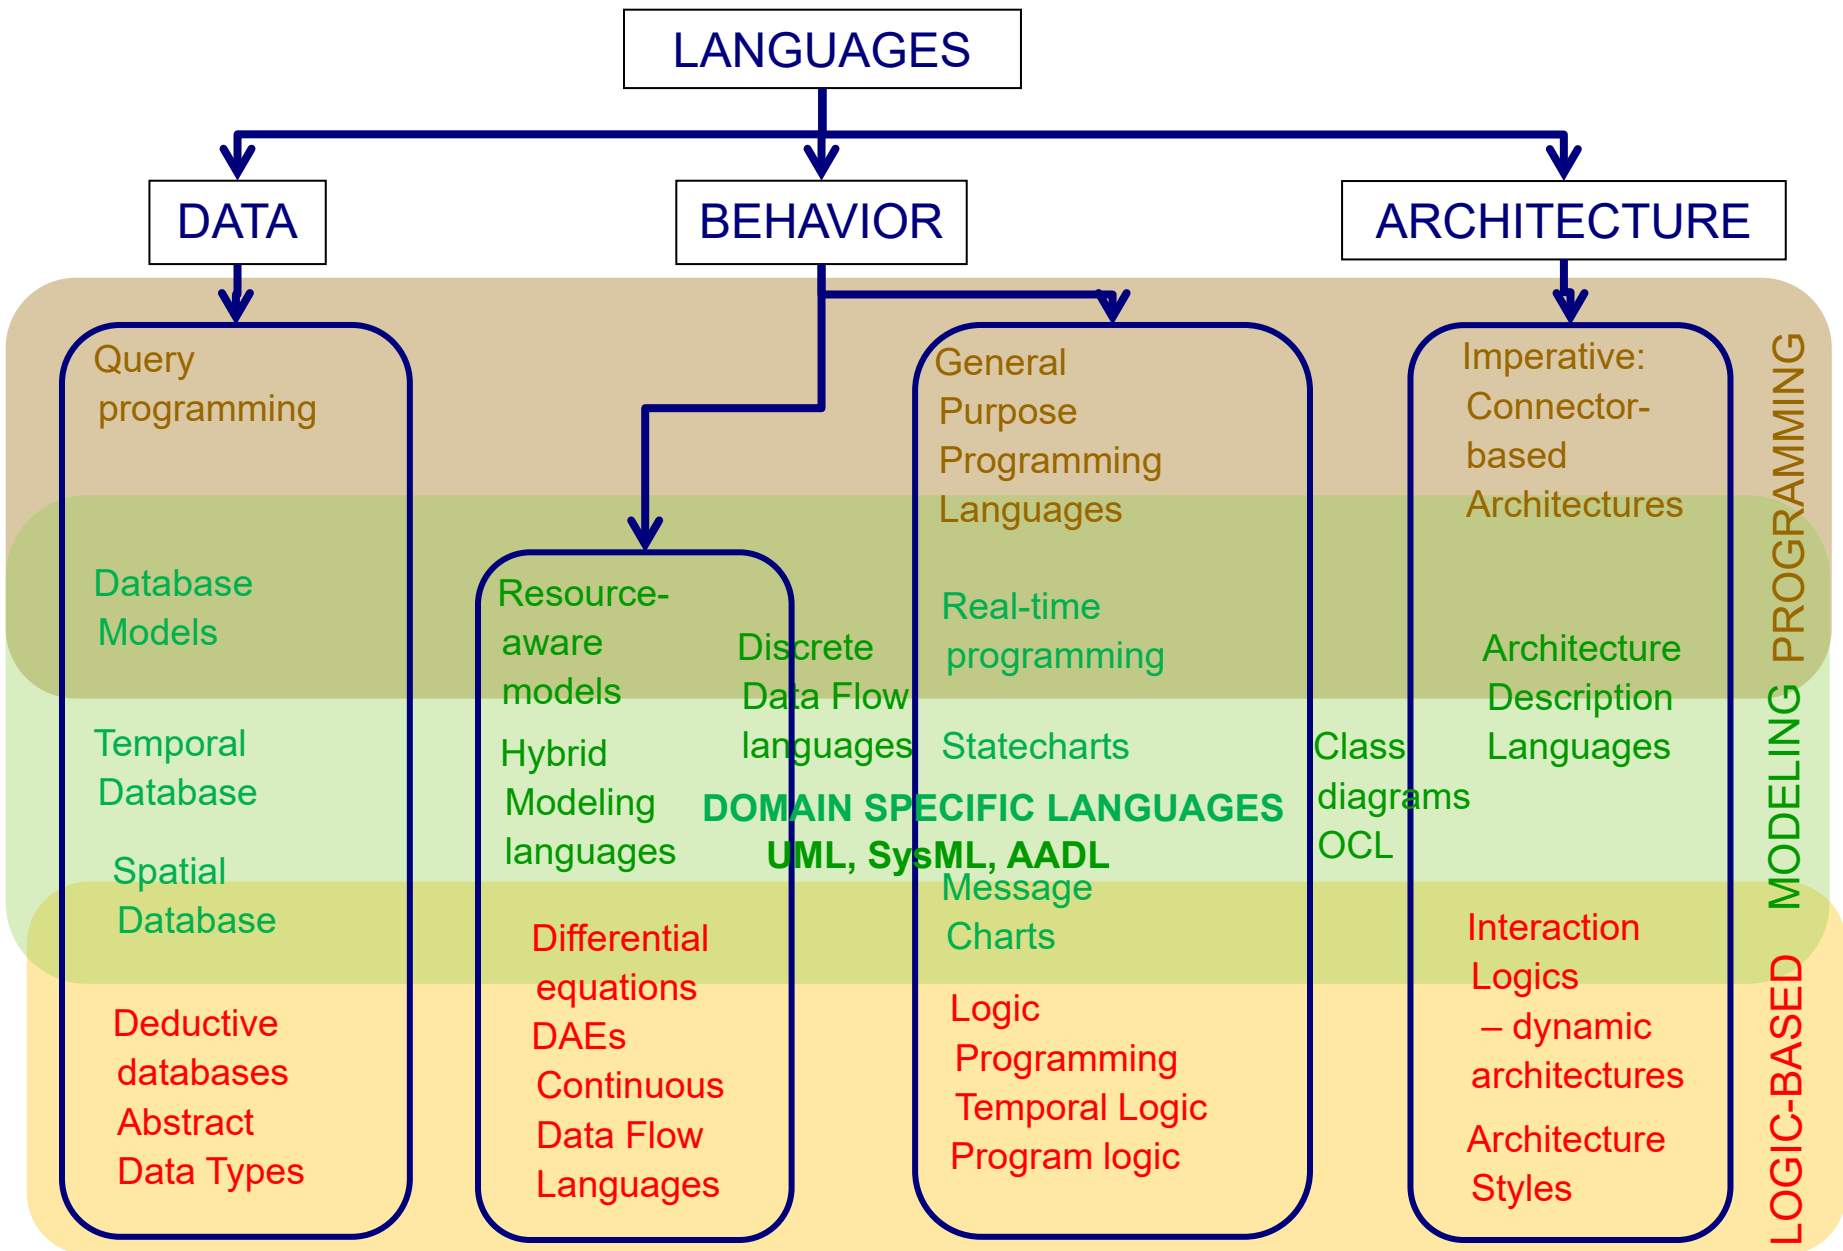 LANGUAGES
DATA
BEHAVIOR
ARCHITECTURE
Query
programming
Database
Models
Temporal
Database
Spatial
Database
Deductive
databases
Abstract
Data Types
Resource-
aware
models
Hybrid
Modeling
languages
Differential
equations
DAEs
Continuous
Data Flow
Languages
Discrete
Data Flow
languages
General
Purpose
Programming
Languages
Real-time
programming
Statecharts
DOMAIN SPECIFIC LANGUAGES
UML, SysML, AADL
Message
Charts
Logic
Programming
Temporal Logic
Program logic
Class
diagrams
OCL
Imperative:
Connector-
based
Architectures
Architecture
Description
Languages
Interaction
Logics
– dynamic
architectures
Architecture
Styles
PROGRAMMING
MODELING
LOGIC-BASED